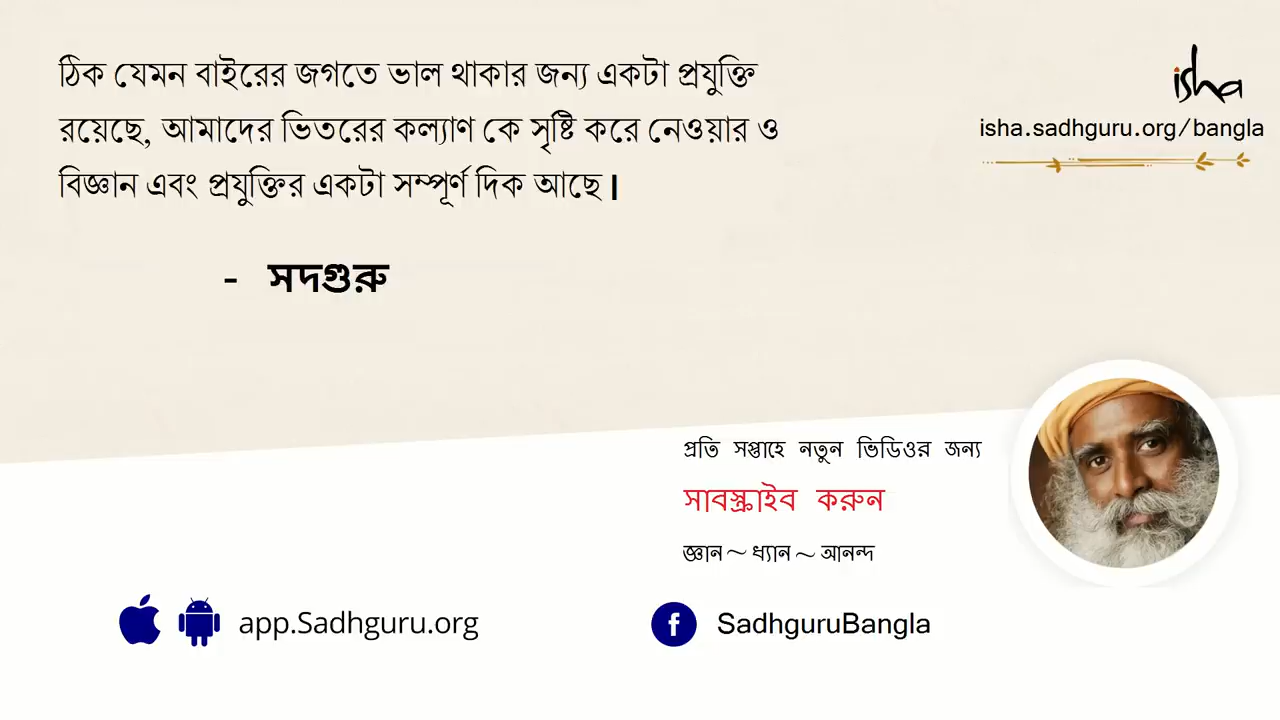 ঠিক যেমন বাইরের জগতে ভাল থাকার জন্য একটা প্রযুক্তি
রয়েছে, আমাদের ভিতরের কল্যাণ কে সৃষ্টি করে নেওয়ার ও
বিজ্ঞান এবং প্রযুক্তির একটা সম্পূর্ণ দিক আছে।
- সদগুরু
isha
isha.sadhguru.org/bangla
প্রতি সপ্তাহে নতুন ভিডিওর জন্য
সাবস্ক্রাইব করুন
জ্ঞান ~ ধ্যান ~ আনন্দ
app.Sadhguru.org
f SadhguruBangla